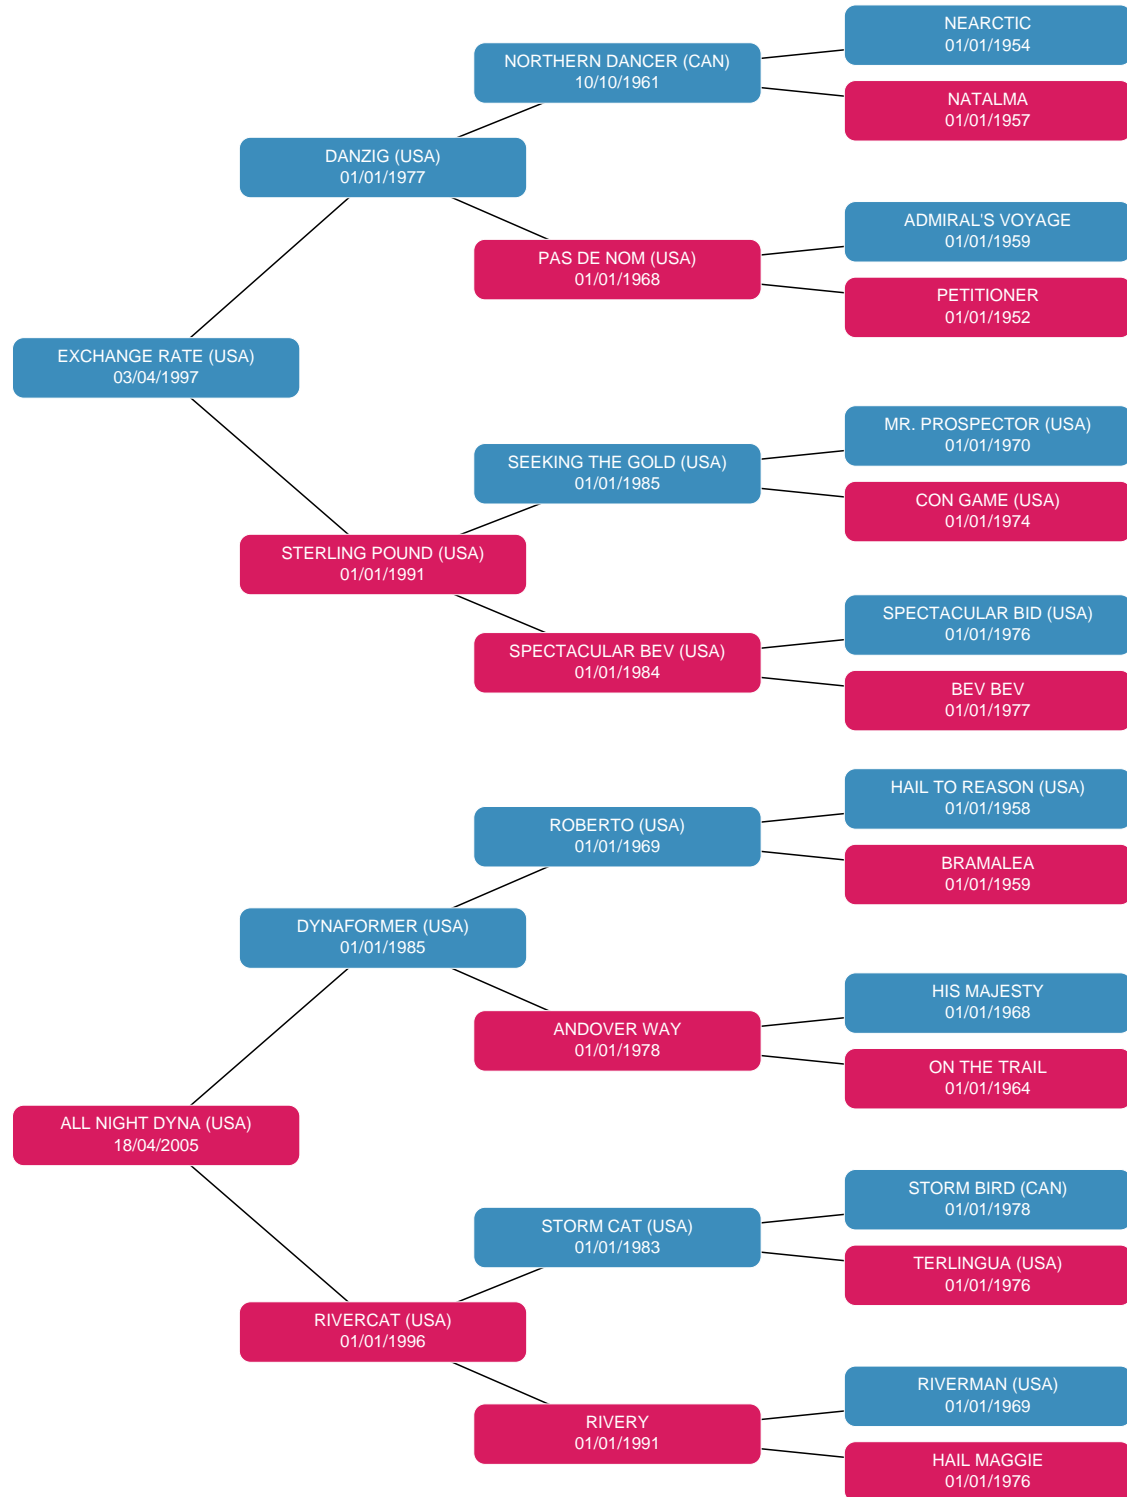 NEARCTIC
01/01/1954
NORTHERN DANCER (CAN)
10/10/1961
NATALMA
01/01/1957
DANZIG (USA)
01/01/1977
ADMIRAL'S VOYAGE
01/01/1959
PAS DE NOM (USA)
01/01/1968
PETITIONER
01/01/1952
EXCHANGE RATE (USA)
03/04/1997
MR. PROSPECTOR (USA)
01/01/1970
SEEKING THE GOLD (USA)
01/01/1985
CON GAME (USA)
01/01/1974
STERLING POUND (USA)
01/01/1991
SPECTACULAR BID (USA)
01/01/1976
SPECTACULAR BEV (USA)
01/01/1984
BEV BEV
01/01/1977
HAIL TO REASON (USA)
01/01/1958
ROBERTO (USA)
01/01/1969
BRAMALEA
01/01/1959
DYNAFORMER (USA)
01/01/1985
HIS MAJESTY
01/01/1968
ANDOVER WAY
01/01/1978
ON THE TRAIL
01/01/1964
ALL NIGHT DYNA (USA)
18/04/2005
STORM BIRD (CAN)
01/01/1978
STORM CAT (USA)
01/01/1983
TERLINGUA (USA)
01/01/1976
RIVERCAT (USA)
01/01/1996
RIVERMAN (USA)
01/01/1969
RIVERY
01/01/1991
HAIL MAGGIE
01/01/1976